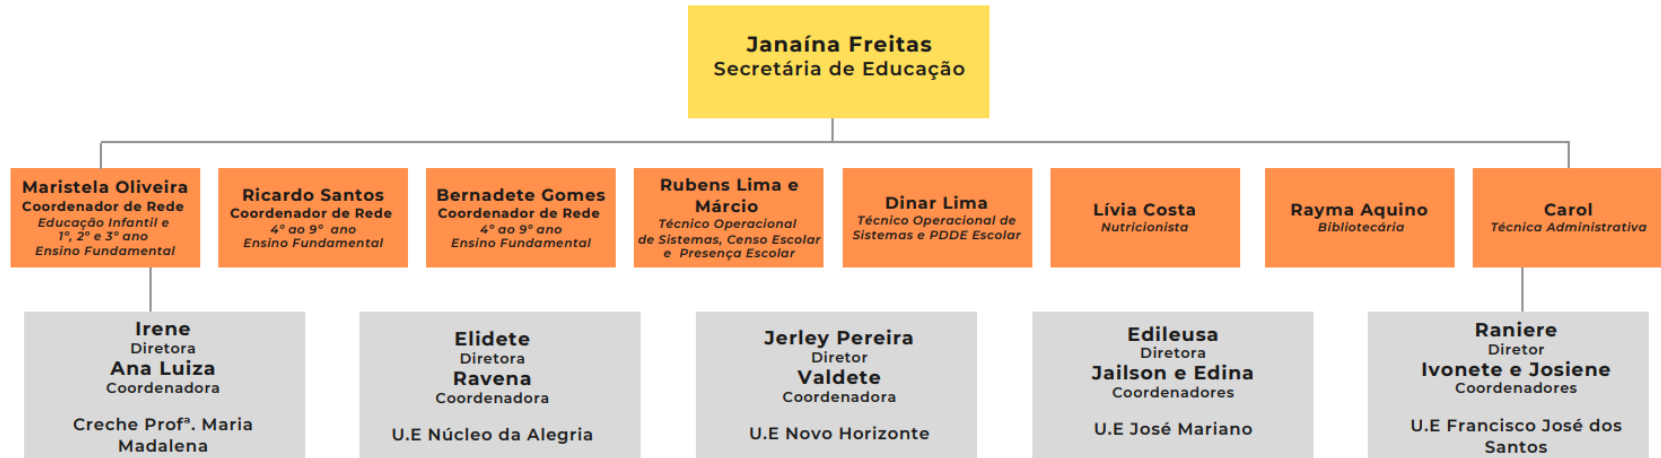 Janaína Freitas
Secretária de Educação
Maristela Oliveira
Coordenador de Rede
Educação Infantil e
1º, 2º e 3º ano
Ensino Fundamental
Ricardo Santos
Coordenador de Rede
4º ao 9º ano
Ensino Fundamental
Bernadete Gomes
Coordenador de Rede
4º ao 9º ano
Ensino Fundamental
Rubens Lima e
Márcio
Técnico Operacional
de Sistemas, Censo Escolar
e Presença Escolar
Dinar Lima
Técnico Operacional de
Sistemas e PDDE Escolar
Lívia Costa
Nutricionista
Rayma Aquino
Bibliotecária
Carol
Técnica Administrativa
Irene
Diretora
Ana Luiza
Coordenadora
Creche Profª. Maria
Madalena
Elidete
Diretora
Ravena
Coordenadora
U.E Núcleo da Alegria
Jerley Pereira
Diretor
Valdete
Coordenadora
U.E Novo Horizonte
Edileusa
Diretora
Jailson e Edina
Coordenadores
U.E José Mariano
Raniere
Diretor
Ivonete e Josiene
Coordenadores
U.E Francisco José dos
Santos